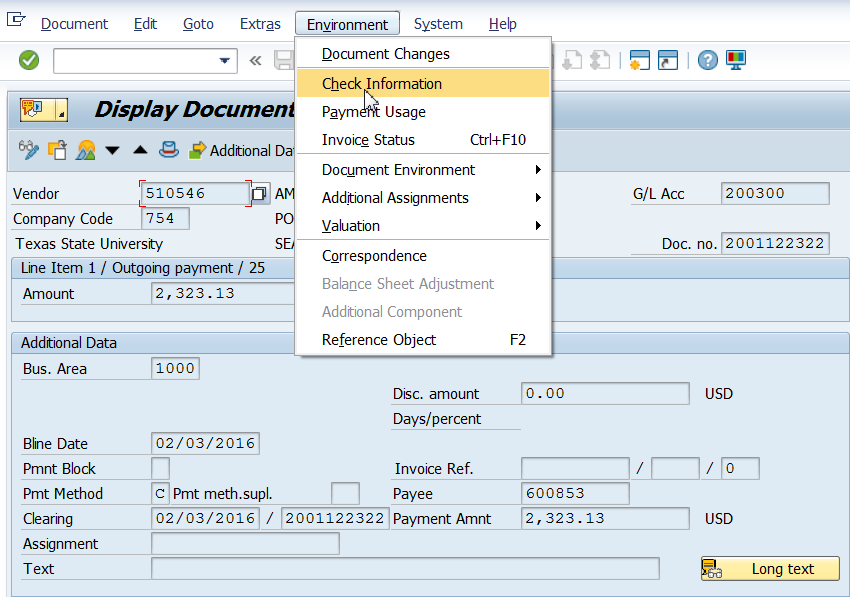 Document Edit Goto Extras Environment System Help
Document Changes
Check Information
Payment Usage
Invoice Status Ctrl+F10
Document Environment
Additional Assignments
Valuation
Correspondence
Balance Sheet Adjustment
Additional Component
Reference Object F2
Display Document
Additional Da
Vendor 510546 AM G/L Acc 200300
Company Code 754 PO
Texas State University SEA Doc. no. 2001122322
Line Item 1 / Outgoing payment / 25
Amount 2,323.13
Additional Data
Bus. Area 1000
Disc. amount 0.00 USD
Days/percent
Bline Date 02/03/2016
Pmnt Block Invoice Ref. / / 0
Pmt Method C Pmt meth.supl. Payee 600853
Clearing 02/03/2016 / 2001122322 Payment Amnt 2,323.13 USD
Assignment
Text Long text